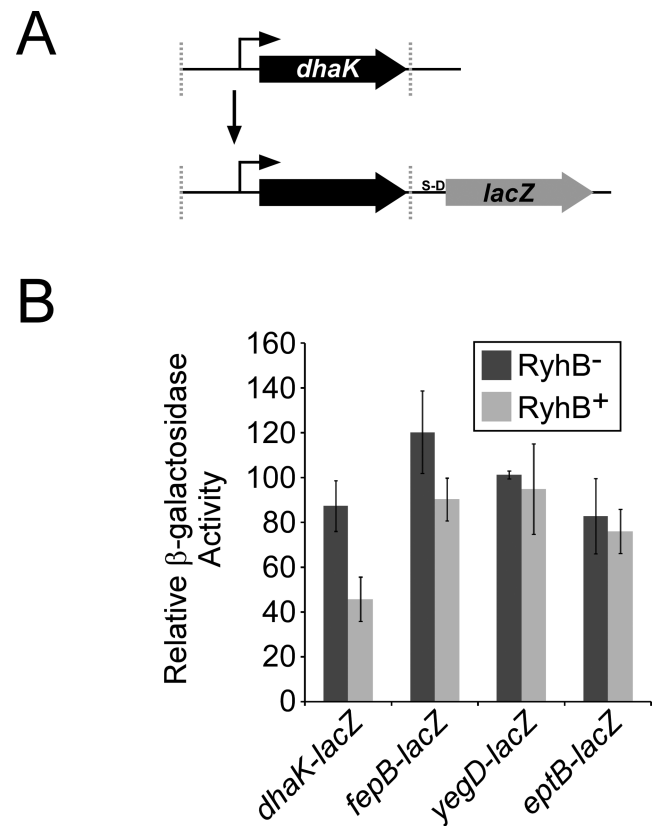 A
dhaK
S-D
lacZ
B
Relative β-galactosidase
Activity
160
140
120
100
80
60
40
20
0
RyhB-
RyhB+
dhaK-lacZ
fepB-lacZ
yegD-lacZ
eptB-lacZ